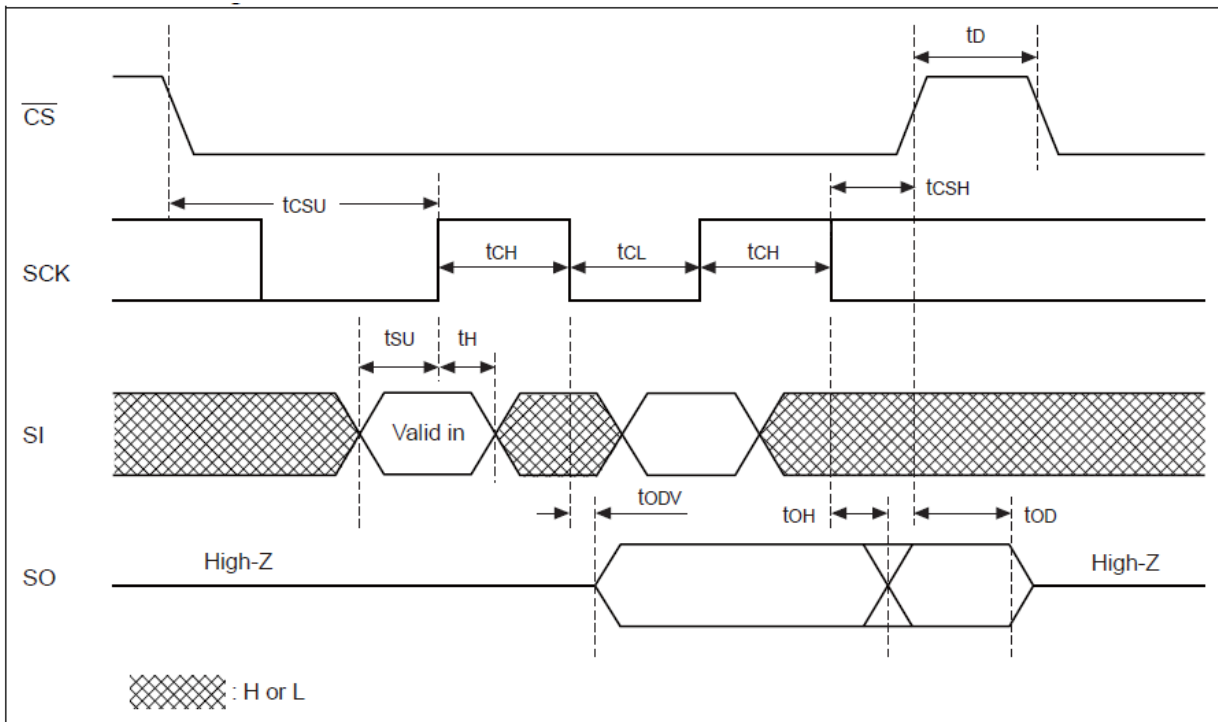 tD
CS
tCSH
tCSU
SCK
tCH
tCL
tCH
tSU
tH
SI
Valid in
tODV
tOH
tOD
SO
High-Z
High-Z
: H or L